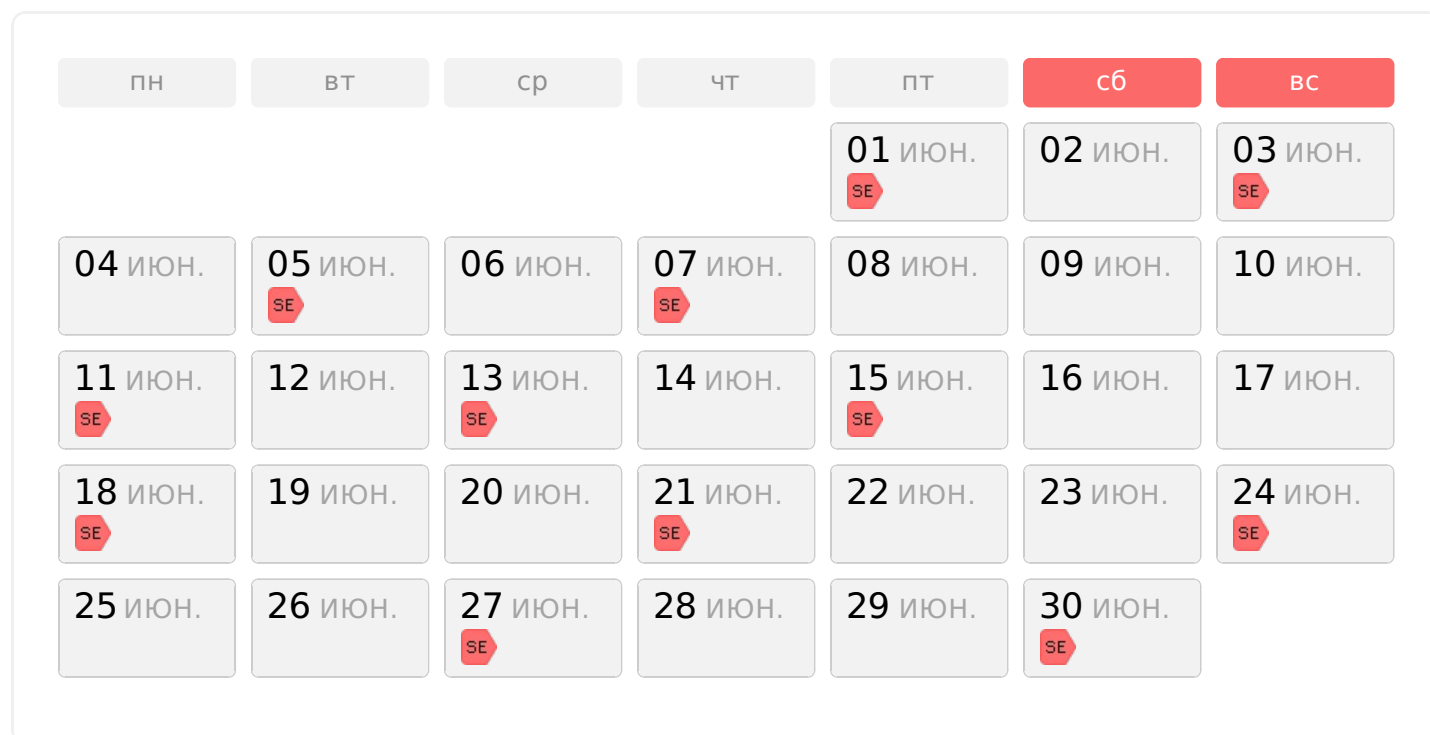 пн вт ср чт пт сб вс
01 июн. 02 июн. 03 июн.
SE SE
04 июн. 05 июн. 06 июн. 07 июн. 08 июн. 09 июн. 10 июн.
SE SE
11 июн. 12 июн. 13 июн. 14 июн. 15 июн. 16 июн. 17 июн.
SE SE SE
18 июн. 19 июн. 20 июн. 21 июн. 22 июн. 23 июн. 24 июн.
SE SE SE
25 июн. 26 июн. 27 июн. 28 июн. 29 июн. 30 июн.
SE SE